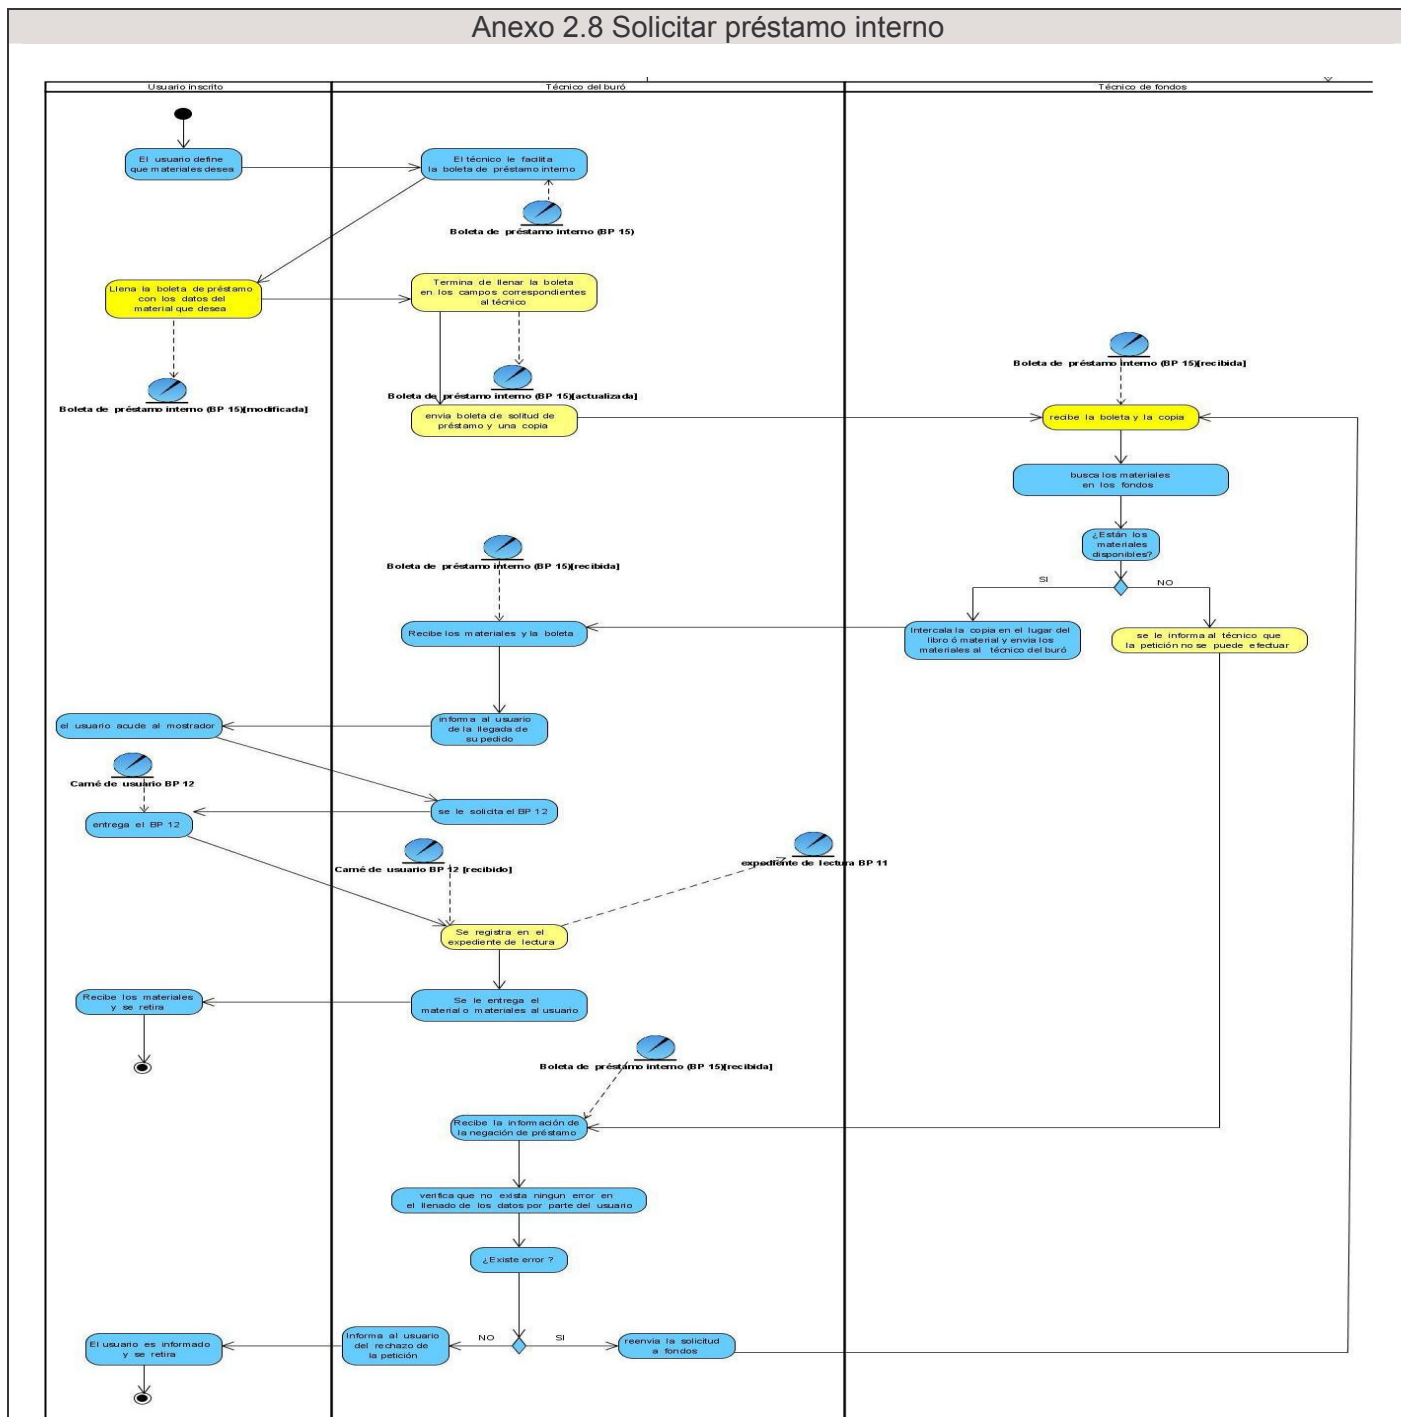 Anexo 2.8 Solicitar préstamo interno
Usuario inscrito
Técnico del buró
Técnico de fondos
El usuario define
que materiales desea
El técnico le facilita
la boleta de préstamo interno
Boleta de préstamo interno (BP 15)
Llena la boleta de préstamo
con los datos del
material que desea
Termina de llenar la boleta
en los campos correspondientes
al técnico
Boleta de préstamo interno (BP 15)[recibida]
Boleta de préstamo interno (BP 15)[modificada]
Boleta de préstamo interno (BP 15)[actualizada]
envia boleta de solitud de
préstamo y una copia
recibe la boleta y la copia
busca los materiales
en los fondos
¿Están los
materiales
disponibles?
Boleta de préstamo interno (BP 15)[recibida]
SI
NO
Recibe los materiales y la boleta
Intercala la copia en el lugar del
libro ó material y envia los
materiales al técnico del buró
se le informa al técnico que
la petición no se puede efectuar
el usuario acude al mostrador
informa al usuario
de la llegada de
su pedido
Carné de usuario BP 12
se le solicita el BP 12
entrega el BP 12
Carné de usuario BP 12 [recibido]
expediente de lectura BP 11
Se registra en el
expediente de lectura
Recibe los materiales
y se retira
Se le entrega el
material o materiales al usuario
Boleta de préstamo interno (BP 15)[recibida]
Recibe la información de
la negación de préstamo
verifica que no exista ningun error en
el llenado de los datos por parte del usuario
¿Existe error ?
El usuario es informado
y se retira
Informa al usuario
del rechazo de
la petición
NO
SI
reenvia la solicitud
a fondos